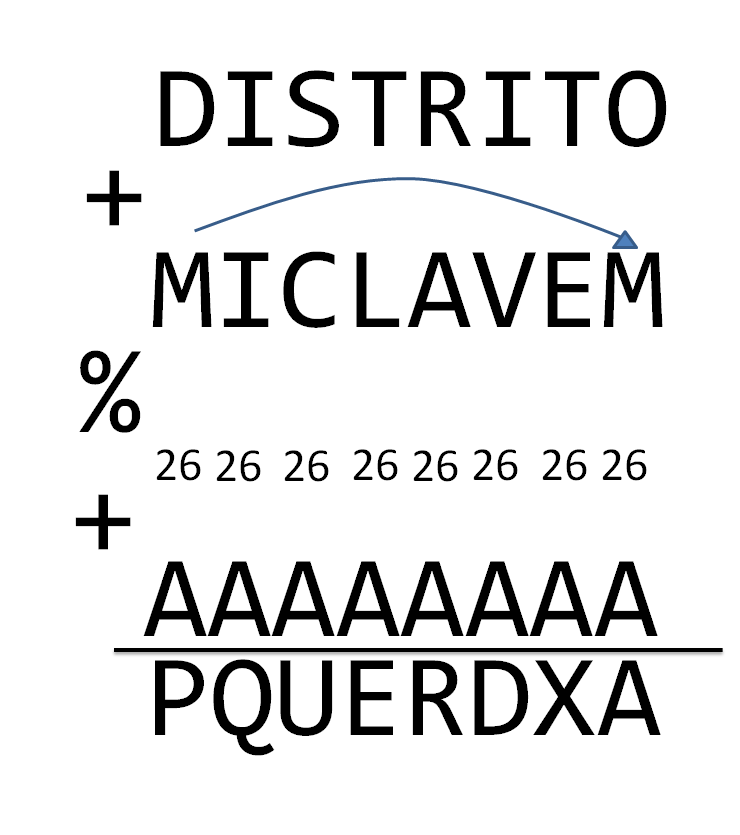 DISTRITO
+
MICLAVEM
%
26 26 26 26 26 26 26 26
+
AAAAAAAA
PQUERDXA